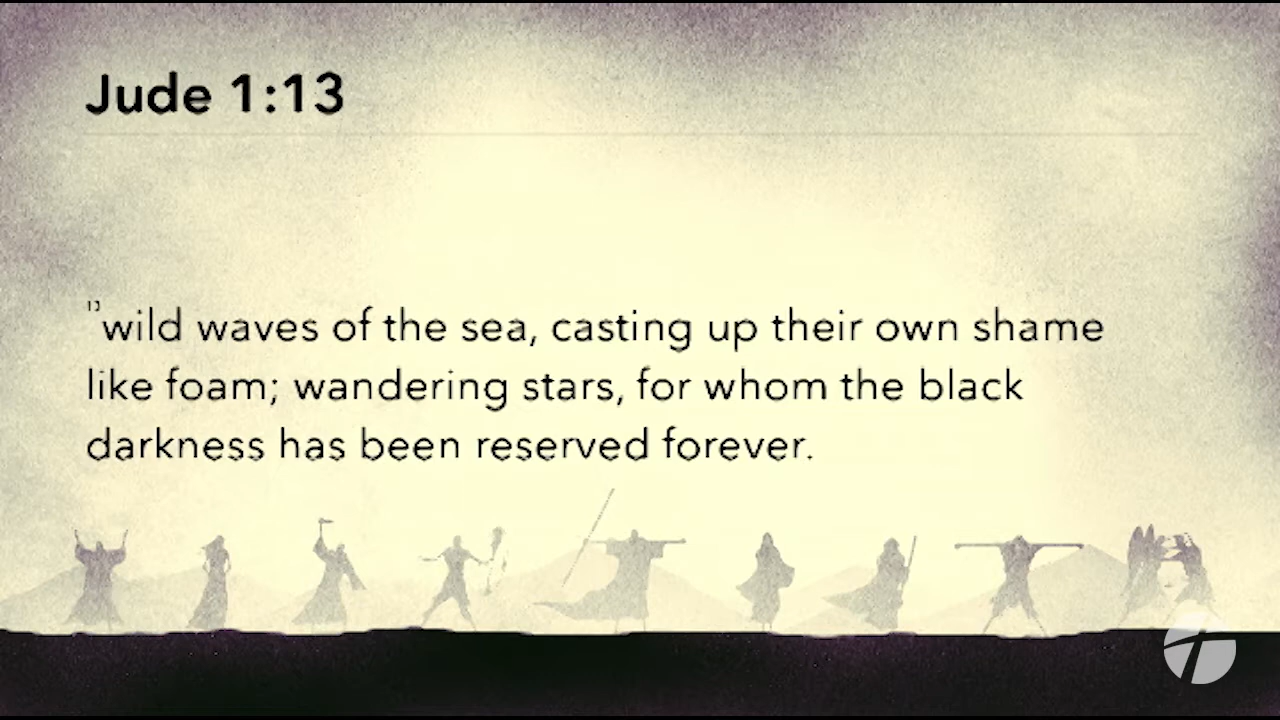 Jude 1:13
13wild waves of the sea, casting up their own shame
like foam; wandering stars, for whom the black
darkness has been reserved forever.